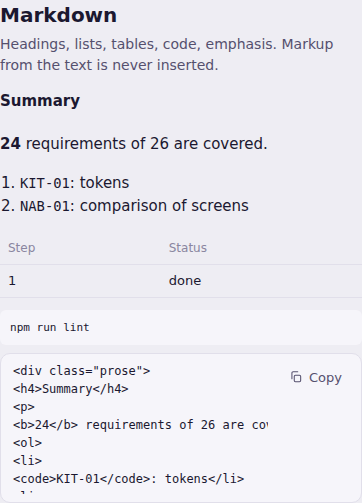 Markdown
Headings, lists, tables, code, emphasis. Markup
from the text is never inserted.
Summary
24 requirements of 26 are covered.
1. KIT-01: tokens
2. NAB-01: comparison of screens
Step Status
1 done
npm run lint
Copy
<div class="prose">
<h4>Summary</h4>
<p>
<b>24</b> requirements of 26 are
<ol>
<li>
<code>KIT-01</code>: tokens</li>